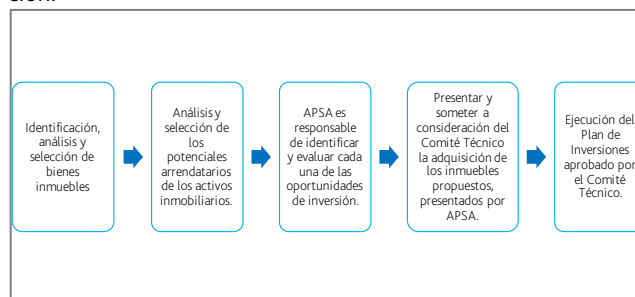 Identificación,
análisis y
selección de
bienes
inmuebles
Análisis y
selección de
los
potenciales
arrendatarios
de los activos
inmobiliarios.
APSA es
responsable
de identificar
y evaluar cada
una de las
oportunidades
de inversión.
Presentar y
someter a
consideración del
Comité Técnico
la adquisición de
los inmuebles
propuestos,
presentados por
APSA.
Ejecución del
Plan de
Inversiones
aprobado por
el Comité
Técnico.